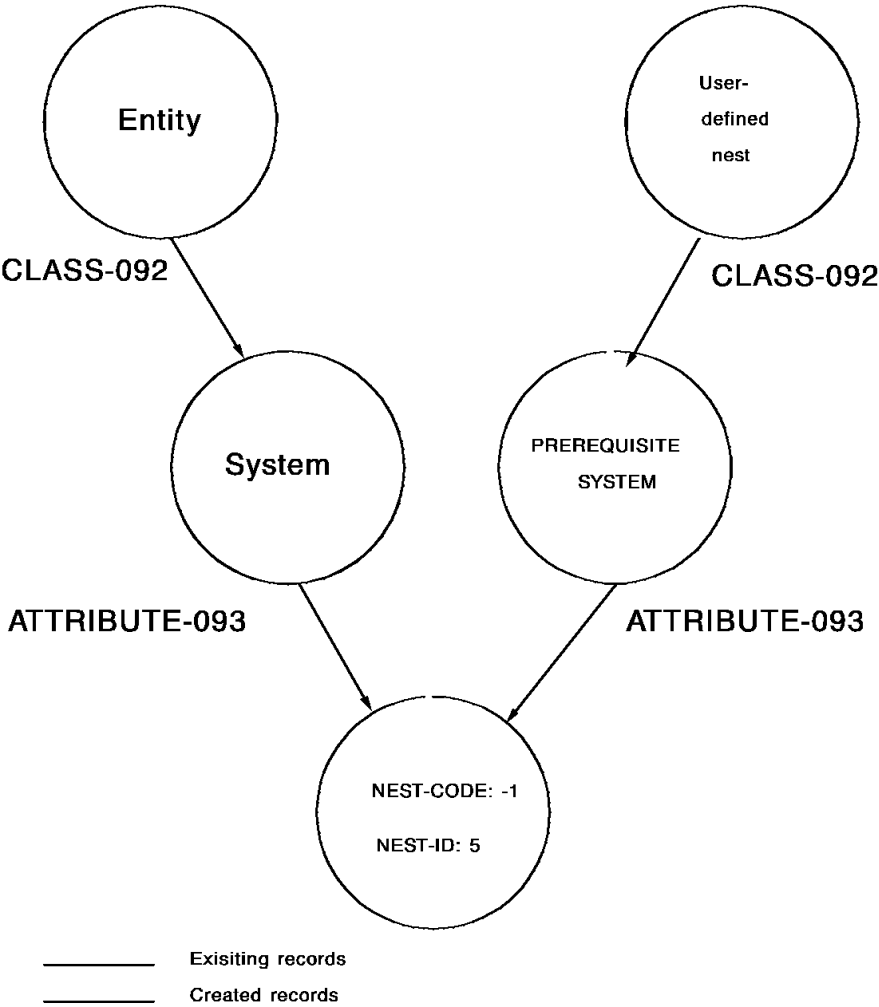 Entity
User-
defined
nest
CLASS-092
CLASS-092
System
PREREQUISITE
SYSTEM
ATTRIBUTE-093
ATTRIBUTE-093
NEST-CODE: -1
NEST-ID: 5
Exisiting records
Created records